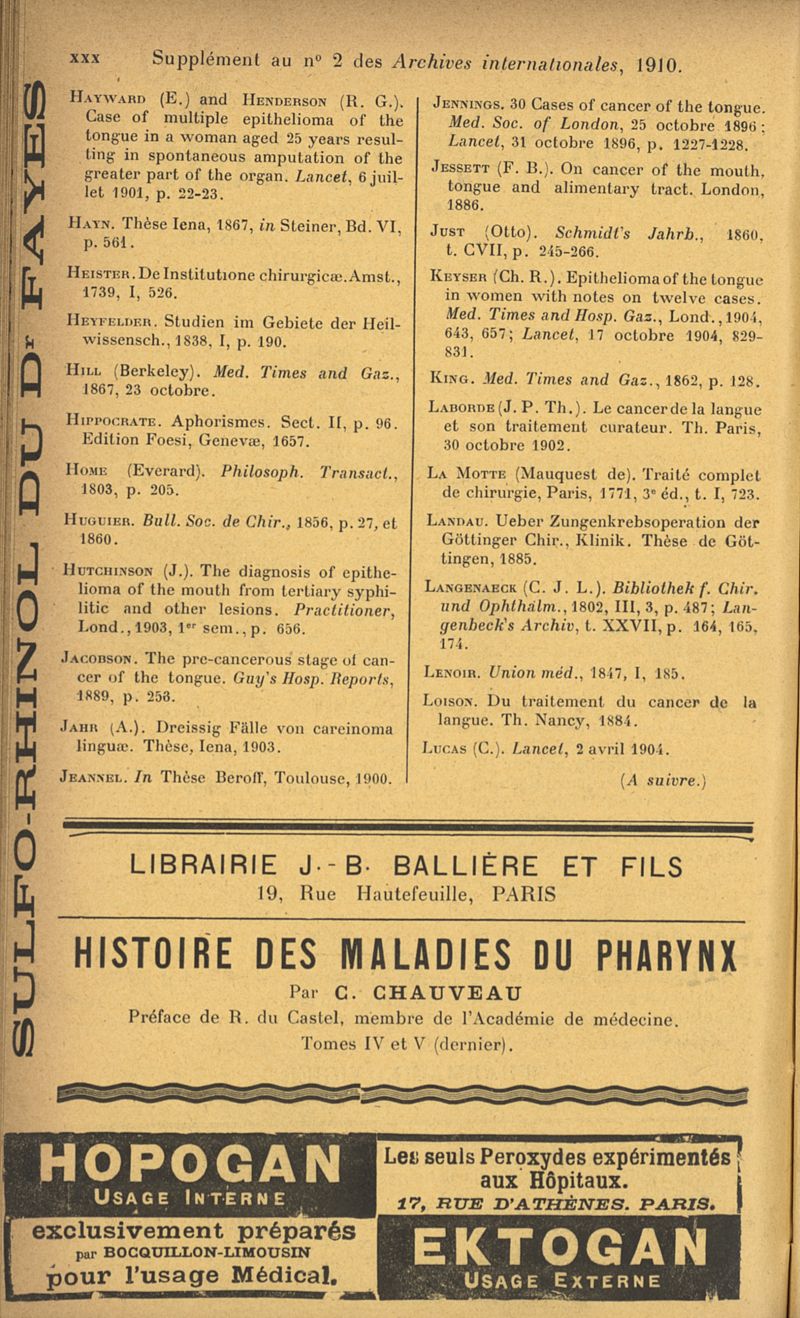 xxx Supplément au n° 2 des Archives internationales, 1910.
SULFO-RHINOL DU Dr FAYES
HAYWARD (E.) and HENDERSON (R. G.).
Case of multiple epithelioma of the
tongue in a woman aged 25 years resul-
ting in spontaneous amputation of the
greater part of the organ. Lancet, 6 juil-
let 1901, p. 22-23.
HAYN. Thèse Iena, 1867, in Steiner, Bd. VI,
p. 561.
HEISTER. De Institutione chirurgicæ. Amst.,
1739, I, 526.
HEYFELDER. Studien im Gebiete der Heil-
wissensch., 1838, I, p. 190.
HILL (Berkeley). Med. Times and Gaz.,
1867, 23 octobre.
HIPPOCRATE. Aphorismes. Sect. II, p. 96.
Edition Foesi, Genevæ, 1657.
HOME (Everard). Philosoph. Transact.,
1803, p. 205.
HUGUIER. Bull. Soc. de Chir., 1856, p. 27, et
1860.
HUTCHINSON (J.). The diagnosis of epithe-
lioma of the mouth from tertiary syphi-
litic and other lesions. Practitioner,
Lond., 1903, 1er sem., p. 656.
JACOBSON. The pre-cancerous stage of can-
cer of the tongue. Guy's Hosp. Reports,
1889, p. 253.
JAHR (A.). Dreissig Fälle von carcinoma
linguæ. Thèse, Iena, 1903.
JEANNEL. In Thèse Beroff, Toulouse, 1900.
JENNINGS. 30 Cases of cancer of the tongue.
Med. Soc. of London, 25 octobre 1896;
Lancet, 31 octobre 1896, p. 1227-1228.
JESSETT (F. B.). On cancer of the mouth,
tongue and alimentary tract. London,
1886.
JUST (Otto). Schmidt's Jahrb., 1860,
t. CVII, p. 245-266.
KEYSER (Ch. R.). Epithelioma of the tongue
in women with notes on twelve cases.
Med. Times and Hosp. Gaz., Lond., 1904,
643, 657; Lancet, 17 octobre 1904, 829-
831.
KING. Med. Times and Gaz., 1862, p. 128.
LABORDE (J. P. Th.). Le cancer de la langue
et son traitement curateur. Th. Paris,
30 octobre 1902.
LA MOTTE (Mauquest de). Traité complet
de chirurgie, Paris, 1771, 3e éd., t. I, 723.
LANDAU. Ueber Zungenkrebsoperation der
Göttinger Chir., Klinik. Thèse de Göt-
tingen, 1885.
LANGENAECK (C. J. L.). Bibliothek f. Chir.
und Ophthalm., 1802, III, 3, p. 487; Lan-
genbeck's Archiv, t. XXVII, p. 164, 165,
174.
LENOIR. Union méd., 1847, I, 185.
LOISON. Du traitement du cancer de la
langue. Th. Nancy, 1884.
LUCAS (C.). Lancet, 2 avril 1904.
(A suivre.)
LIBRAIRIE J.-B. BALLIÈRE ET FILS
19, Rue Hautefeuille, PARIS
HISTOIRE DES MALADIES DU PHARYNX
Par C. CHAUVEAU
Préface de R. du Castel, membre de l'Académie de médecine.
Tomes IV et V (dernier).
HOPOGAN
USAGE INTERNE
exclusivement préparés
par BOCQUILLON-LIMOUSIN
pour l'usage Médical.
Les seuls Peroxydes expérimentés
aux Hôpitaux.
17, RUE D'ATHÈNES. PARIS.
EKTOGAN
USAGE EXTERNE